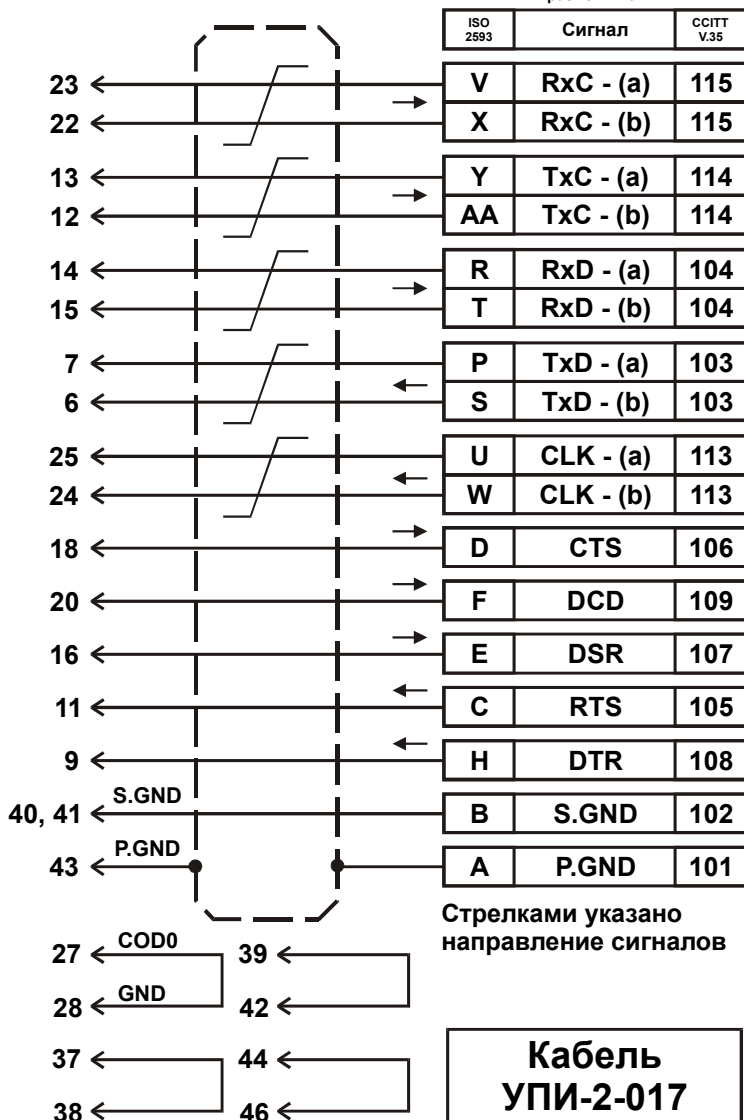 ISO 2593 Сигнал CCITT V.35
23 V RxC - (a) 115
22 X RxC - (b) 115
13 Y TxC - (a) 114
12 AA TxC - (b) 114
14 R RxD - (a) 104
15 T RxD - (b) 104
7 P TxD - (a) 103
6 S TxD - (b) 103
25 U CLK - (a) 113
24 W CLK - (b) 113
18 D CTS 106
20 F DCD 109
16 E DSR 107
11 C RTS 105
9 H DTR 108
40, 41 S.GND B S.GND 102
43 P.GND A P.GND 101
Стрелками указано
направление сигналов
27 COD0 39
28 GND 42
37 44
38 46
Кабель
УПИ-2-017